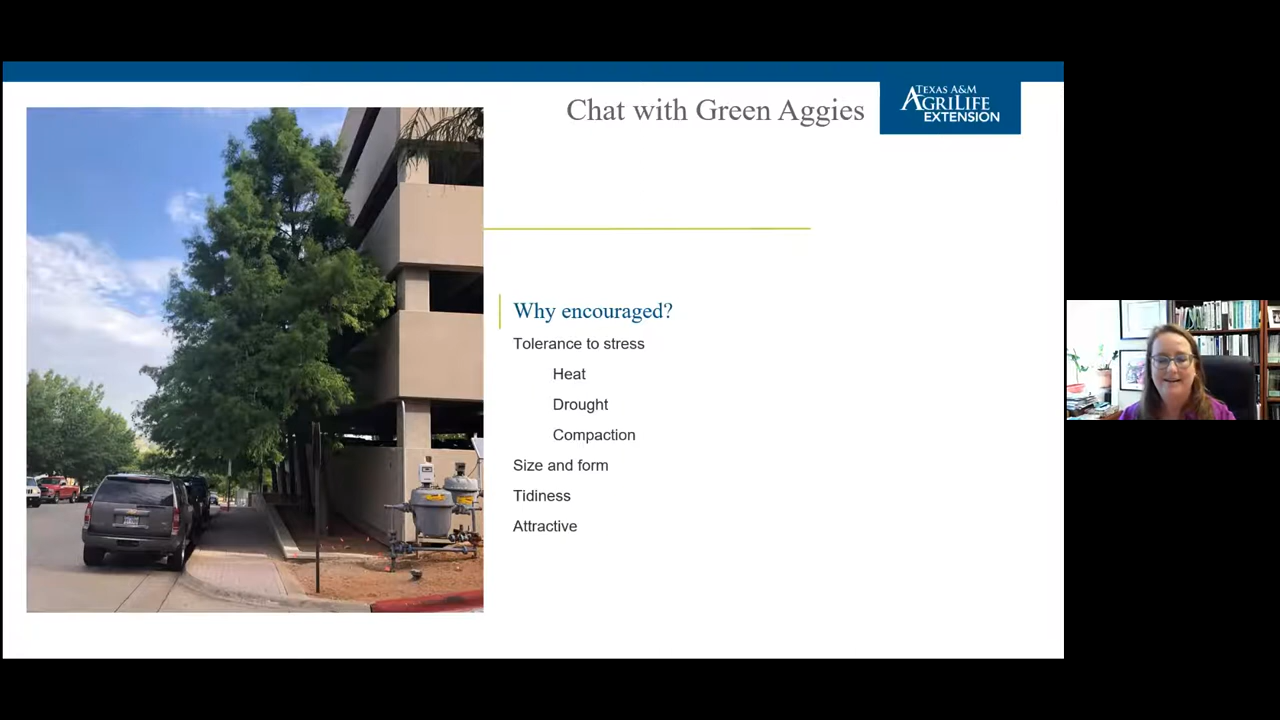 Chat with Green Aggies
TEXAS A&M
AGRILIFE
EXTENSION
Why encouraged?
Tolerance to stress
Heat
Drought
Compaction
Size and form
Tidiness
Attractive